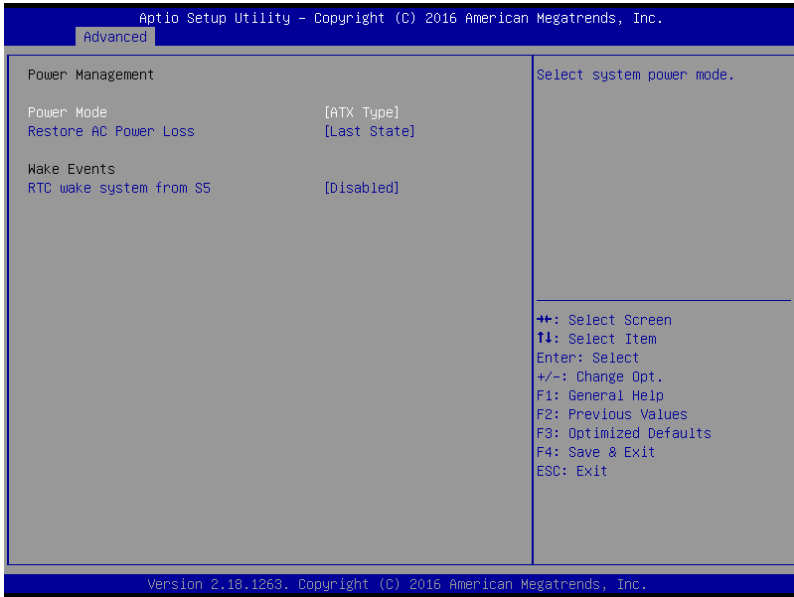 Aptio Setup Utility – Copyright (C) 2016 American Megatrends, Inc.
Advanced
Power Management
Power Mode [ATX Type]
Restore AC Power Loss [Last State]
Wake Events
RTC wake system from S5 [Disabled]
Select system power mode.
→←: Select Screen
↑↓: Select Item
Enter: Select
+/-: Change Opt.
F1: General Help
F2: Previous Values
F3: Optimized Defaults
F4: Save & Exit
ESC: Exit
Version 2.18.1263. Copyright (C) 2016 American Megatrends, Inc.